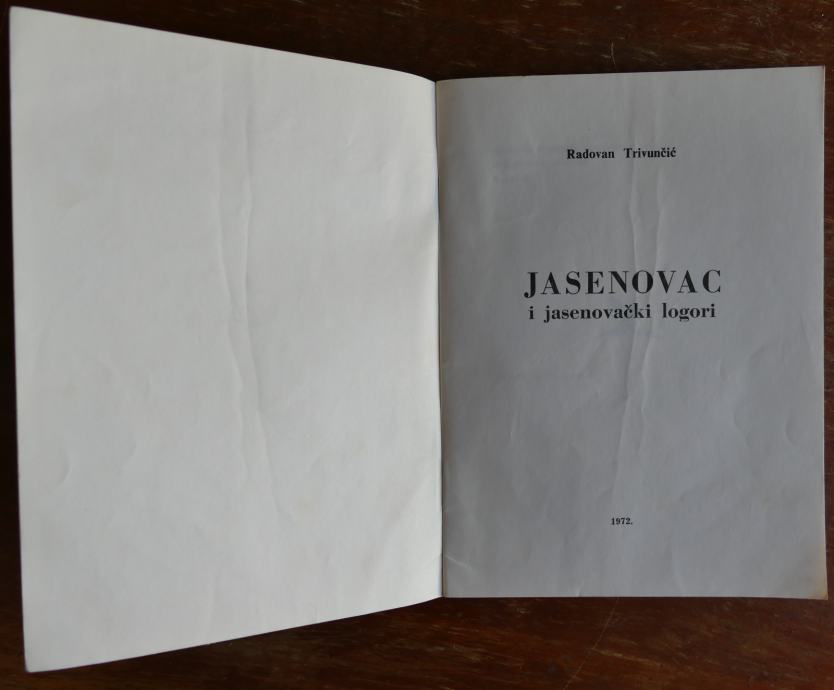 Radovan Trivunčić
JASENOVAC
i jasenovački logori
1972.